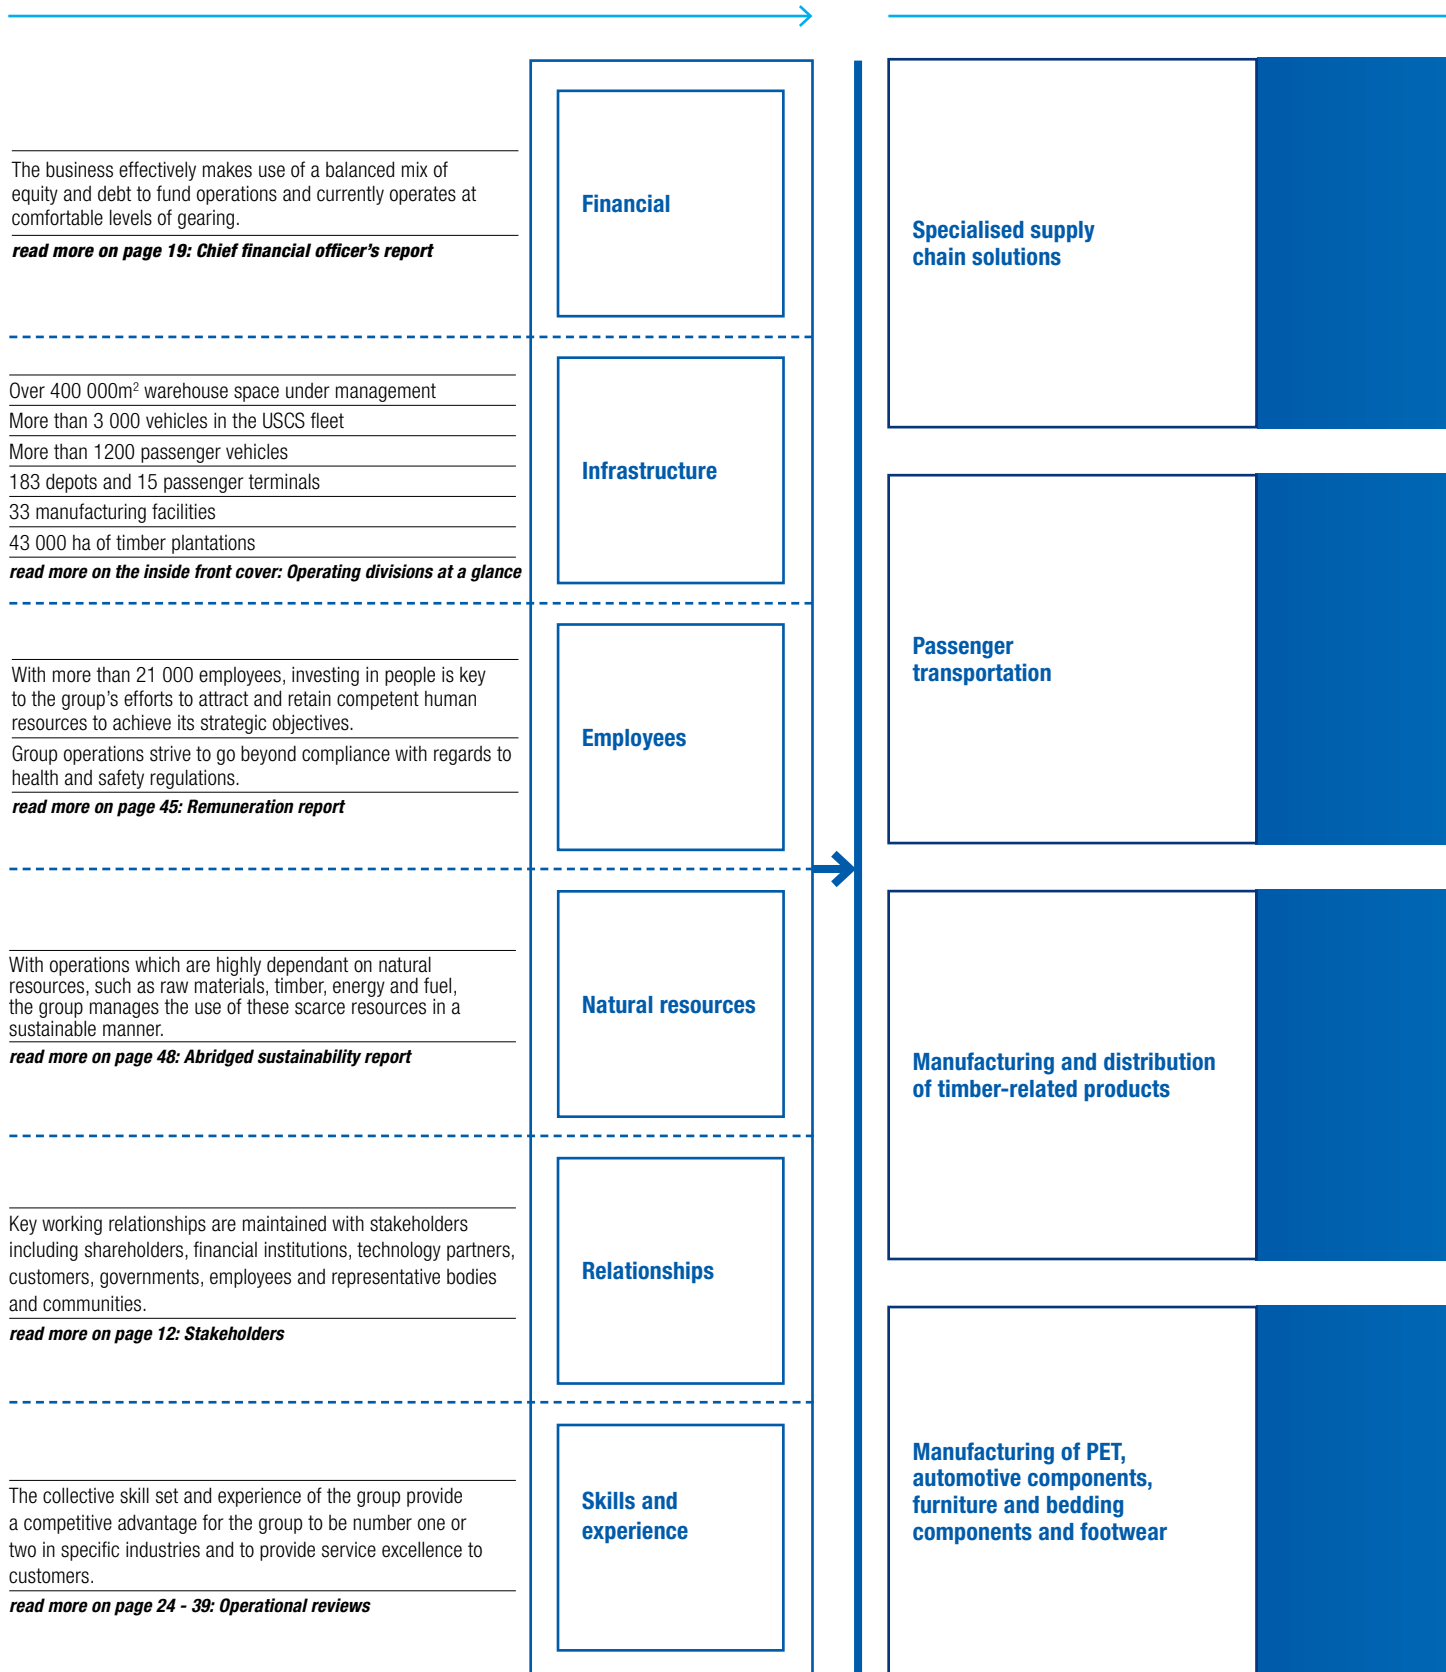 The business effectively makes use of a balanced mix of
equity and debt to fund operations and currently operates at
comfortable levels of gearing.
read more on page 19: Chief financial officer's report
Financial
Over 400 000m² warehouse space under management
More than 3 000 vehicles in the USCS fleet
More than 1200 passenger vehicles
183 depots and 15 passenger terminals
33 manufacturing facilities
43 000 ha of timber plantations
read more on the inside front cover: Operating divisions at a glance
Infrastructure
With more than 21 000 employees, investing in people is key
to the group's efforts to attract and retain competent human
resources to achieve its strategic objectives.
Group operations strive to go beyond compliance with regards to
health and safety regulations.
read more on page 45: Remuneration report
Employees
With operations which are highly dependant on natural
resources, such as raw materials, timber, energy and fuel,
the group manages the use of these scarce resources in a
sustainable manner.
read more on page 48: Abridged sustainability report
Natural resources
Key working relationships are maintained with stakeholders
including shareholders, financial institutions, technology partners,
customers, governments, employees and representative bodies
and communities.
read more on page 12: Stakeholders
Relationships
The collective skill set and experience of the group provide
a competitive advantage for the group to be number one or
two in specific industries and to provide service excellence to
customers.
read more on page 24 - 39: Operational reviews
Skills and
experience
Specialised supply
chain solutions
Passenger
transportation
Manufacturing and distribution
of timber-related products
Manufacturing of PET,
automotive components,
furniture and bedding
components and footwear